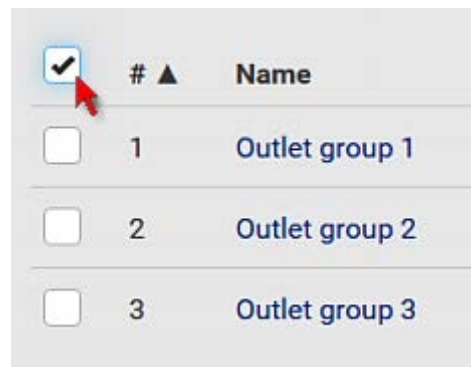 # ▲ Name
1 Outlet group 1
2 Outlet group 2
3 Outlet group 3